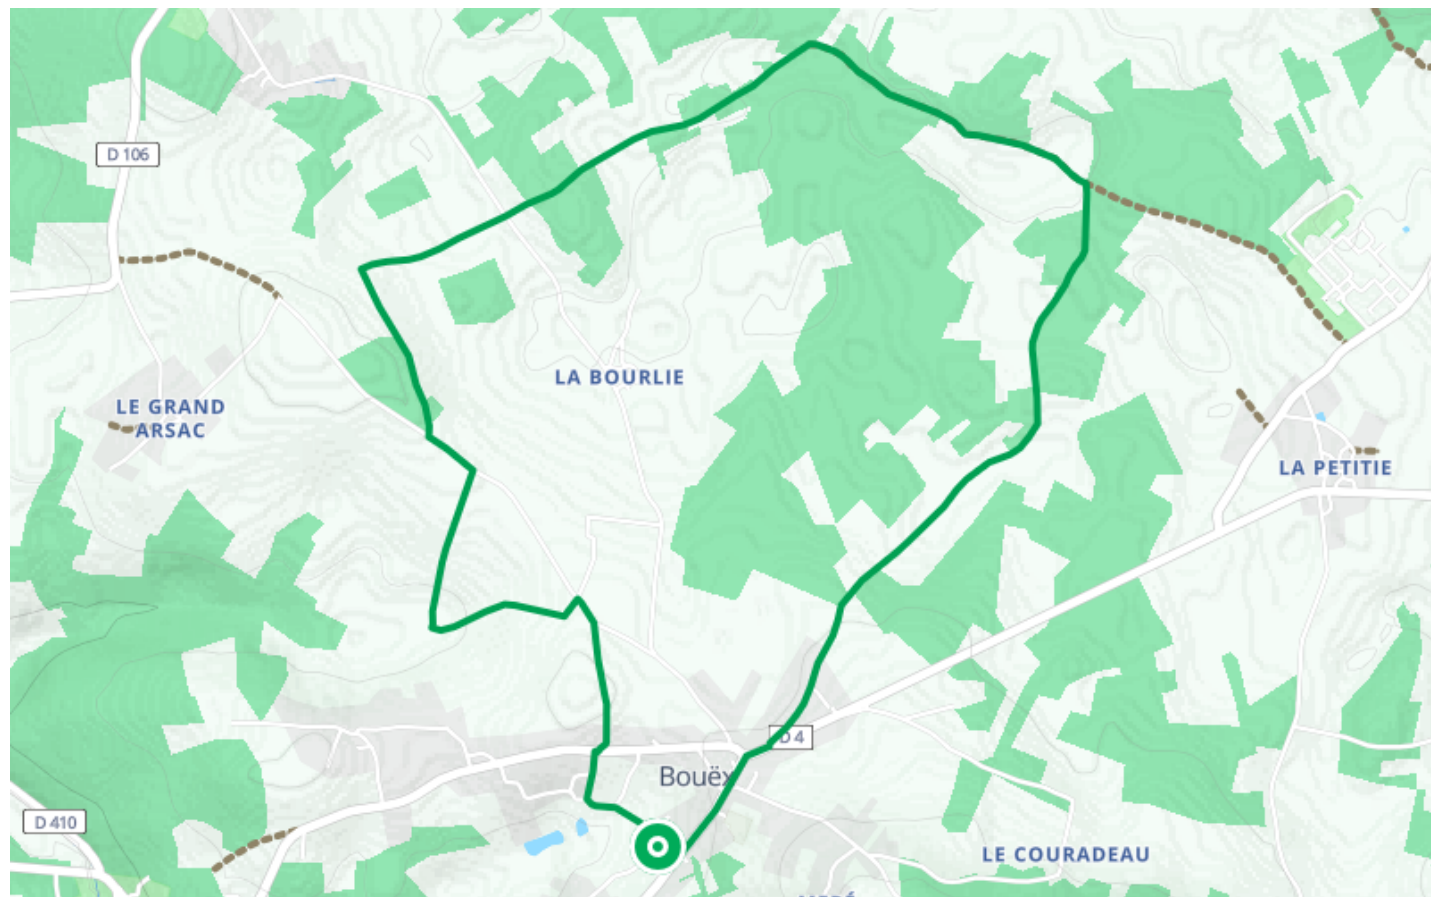 D 106
LA BOURLIE
LE GRAND
ARSAC
LA PETITIE
D 4
Bouëx
D 410
LE COURADEAU